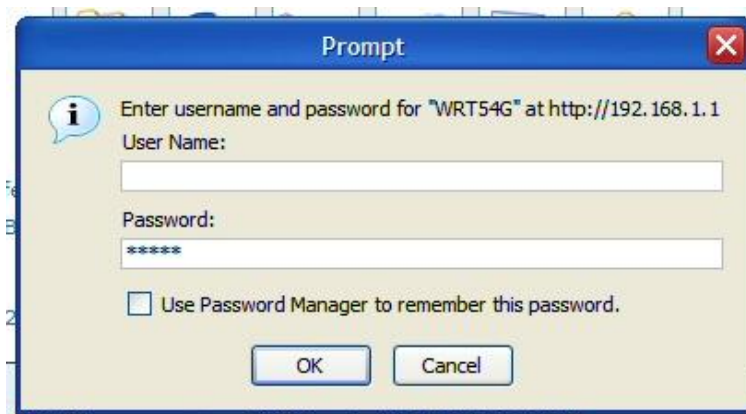 Prompt
Enter username and password for "WRT54G" at http://192.168.1.1
User Name:
Password:
*****
Use Password Manager to remember this password.
OK
Cancel